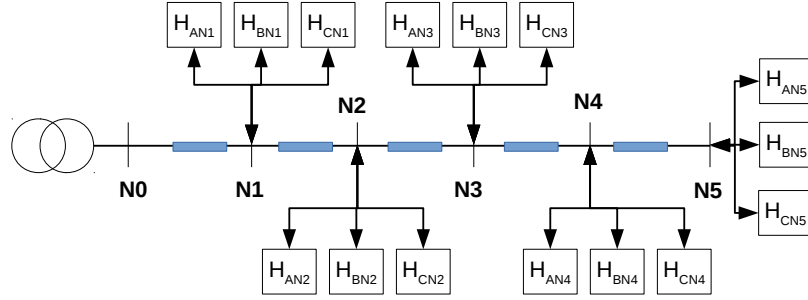 H_AN1 H_BN1 H_CN1 H_AN3 H_BN3 H_CN3
H_AN5
N2 N4
H_BN5
N0 N1 N3 N5
H_CN5
H_AN2 H_BN2 H_CN2 H_AN4 H_BN4 H_CN4